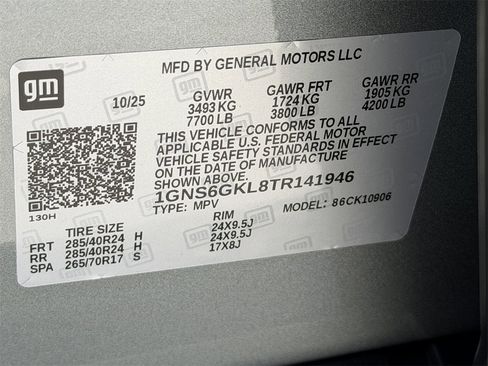 gm
MFD BY GENERAL MOTORS LLC
10/25 GVWR GAWR FRT GAWR RR
3493 KG 1724 KG 1905 KG
7700 LB 3800 LB 4200 LB
THIS VEHICLE CONFORMS TO ALL
APPLICABLE U.S. FEDERAL MOTOR
VEHICLE SAFETY STANDARDS IN EFFECT
ON THE DATE OF MANUFACTURE
1GNS6GKL8TR141946
130H
TYPE: MPV MODEL: 86CK10906
TIRE SIZE RIM
FRT 285/40R24 H 24X9.5J
RR 285/40R24 H 24X9.5J
SPA 265/70R17 S 17X8J